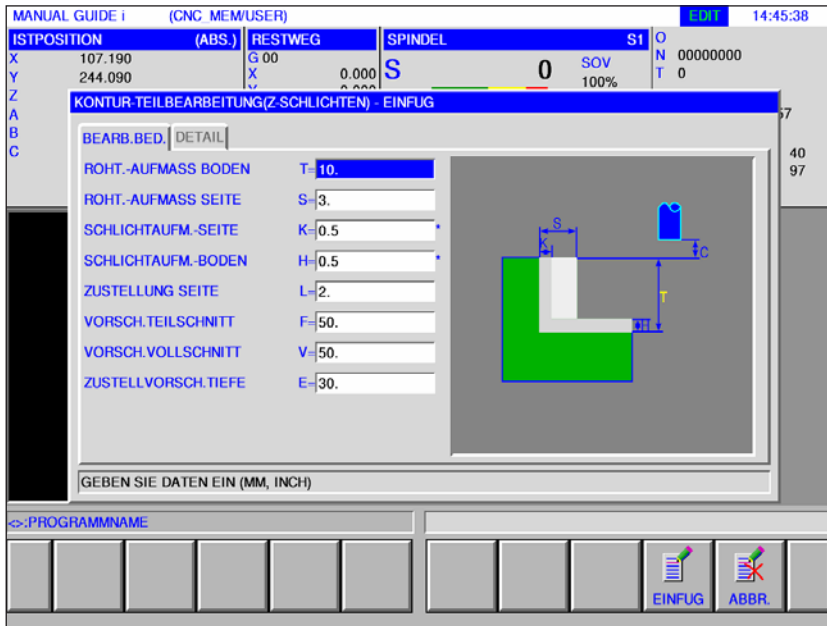 MANUAL GUIDE i (CNC_MEM/USER) EDIT 14:45:38
ISTPOSITION (ABS.) RESTWEG SPINDEL S1 O
X 107.190 G 00 N 00000000
Y 244.090 X 0.000 S 0 SOV T 0
100%
Z
A
B
C
40
97
KONTUR-TEILBEARBEITUNG(Z-SCHLICHTEN) - EINFUG
BEARB.BED. DETAIL
ROHT.-AUFMASS BODEN T=10.
ROHT.-AUFMASS SEITE S=3.
SCHLICHTAUFM.-SEITE K=0.5 *
SCHLICHTAUFM.-BODEN H=0.5 *
ZUSTELLUNG SEITE L=2.
VORSCH.TEILSCHNITT F=50.
VORSCH.VOLLSCHNITT V=50.
ZUSTELLVORSCH.TIEFE E=30.
S
K
C
T
H
GEBEN SIE DATEN EIN (MM, INCH)
<>:PROGRAMMNAME
EINFUG ABBR.